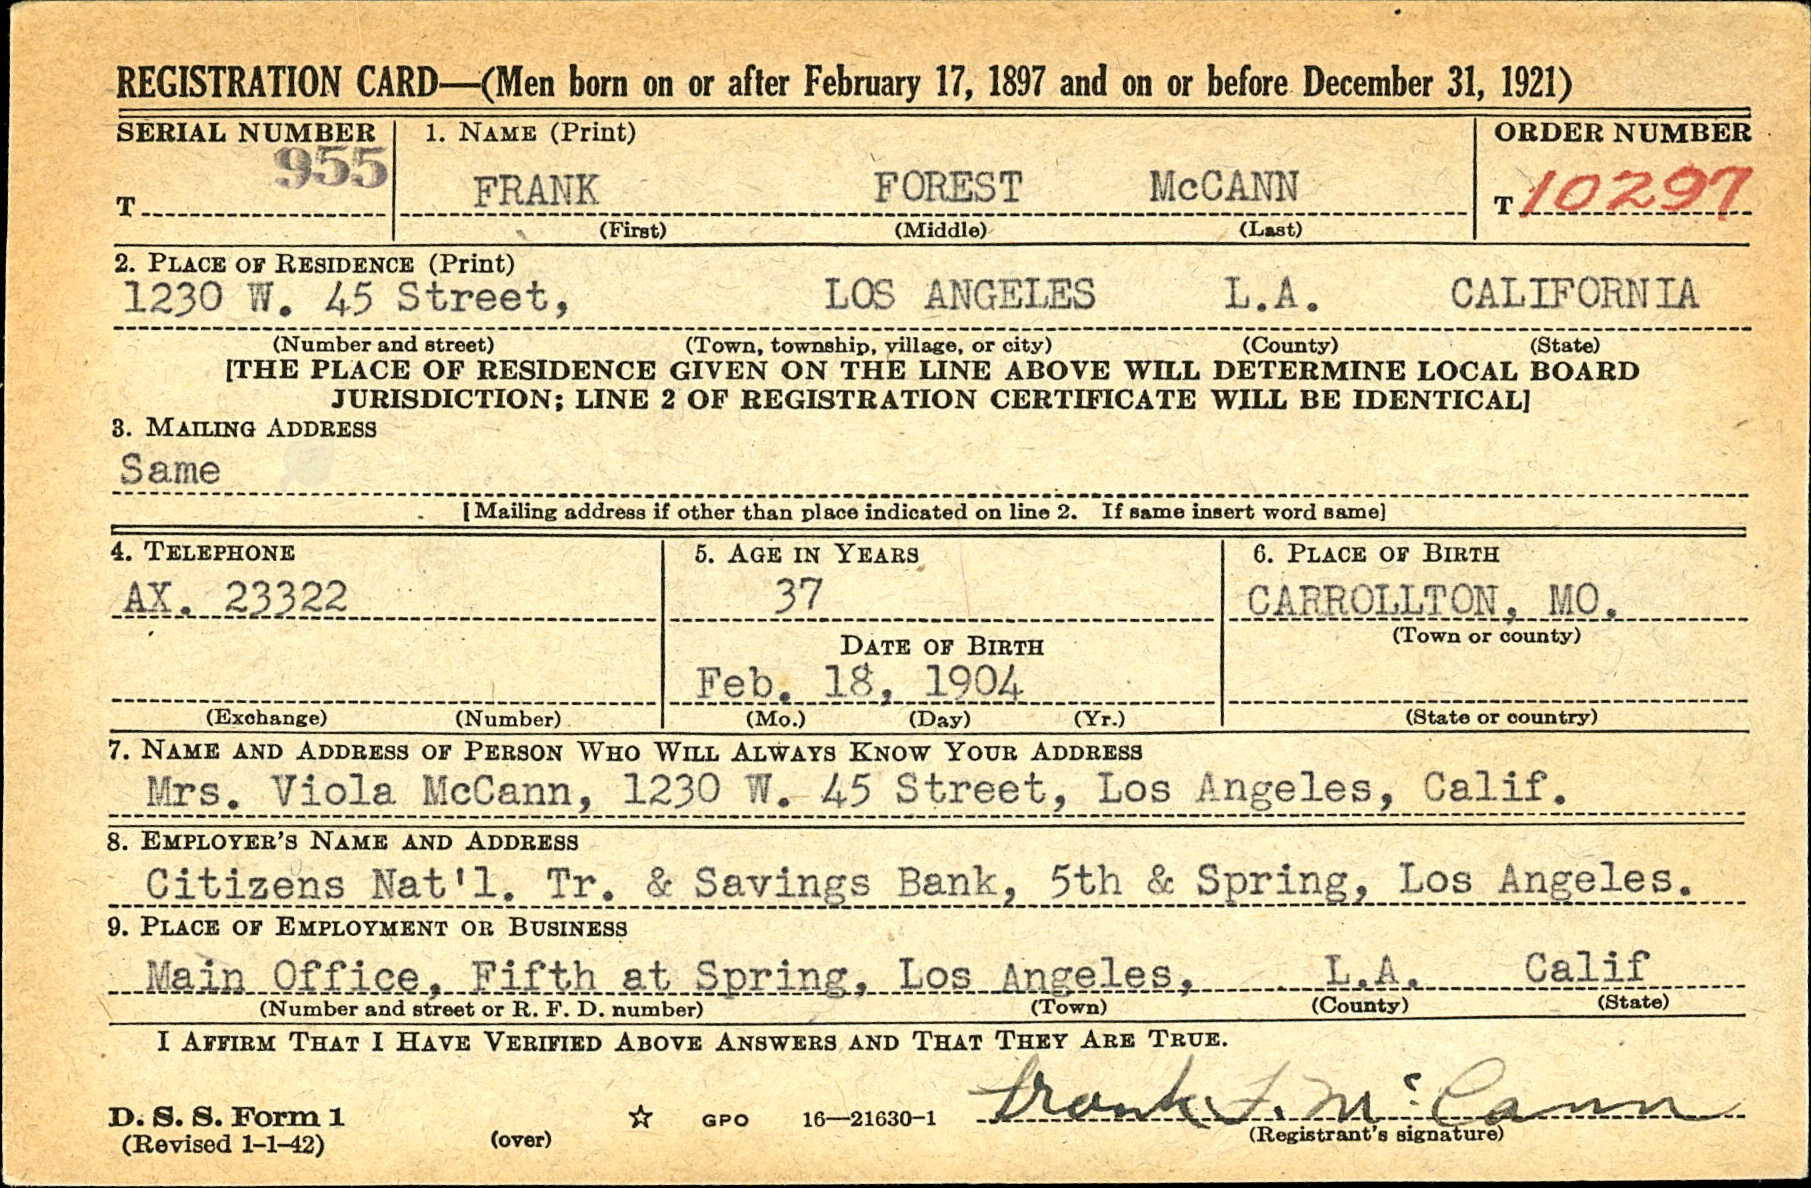 REGISTRATION CARD—(Men born on or after February 17, 1897 and on or before December 31, 1921)
SERIAL NUMBER 1. NAME (Print) ORDER NUMBER
955
T FRANK FOREST McCANN T 10297
(First) (Middle) (Last)
2. PLACE OF RESIDENCE (Print)
1230 W. 45 Street, LOS ANGELES L.A. CALIFORNIA
(Number and street) (Town, township, village, or city) (County) (State)
[THE PLACE OF RESIDENCE GIVEN ON THE LINE ABOVE WILL DETERMINE LOCAL BOARD
JURISDICTION; LINE 2 OF REGISTRATION CERTIFICATE WILL BE IDENTICAL]
3. MAILING ADDRESS
Same
[Mailing address if other than place indicated on line 2. If same insert word same]
4. TELEPHONE 5. AGE IN YEARS 6. PLACE OF BIRTH
AX. 23322 37 CARROLLTON, MO.
(Town or county)
DATE OF BIRTH
Feb. 18, 1904
(Exchange) (Number) (Mo.) (Day) (Yr.) (State or country)
7. NAME AND ADDRESS OF PERSON WHO WILL ALWAYS KNOW YOUR ADDRESS
Mrs. Viola McCann, 1230 W. 45 Street, Los Angeles, Calif.
8. EMPLOYER'S NAME AND ADDRESS
Citizens Nat'l. Tr. & Savings Bank, 5th & Spring, Los Angeles.
9. PLACE OF EMPLOYMENT OR BUSINESS
Main Office, Fifth at Spring, Los Angeles, L.A. Calif
(Number and street or R. F. D. number) (Town) (County) (State)
I AFFIRM THAT I HAVE VERIFIED ABOVE ANSWERS AND THAT THEY ARE TRUE.
Frank F. McCann
D. S. S. Form 1 GPO 16—21630-1
(Revised 1-1-42) (over) (Registrant's signature)